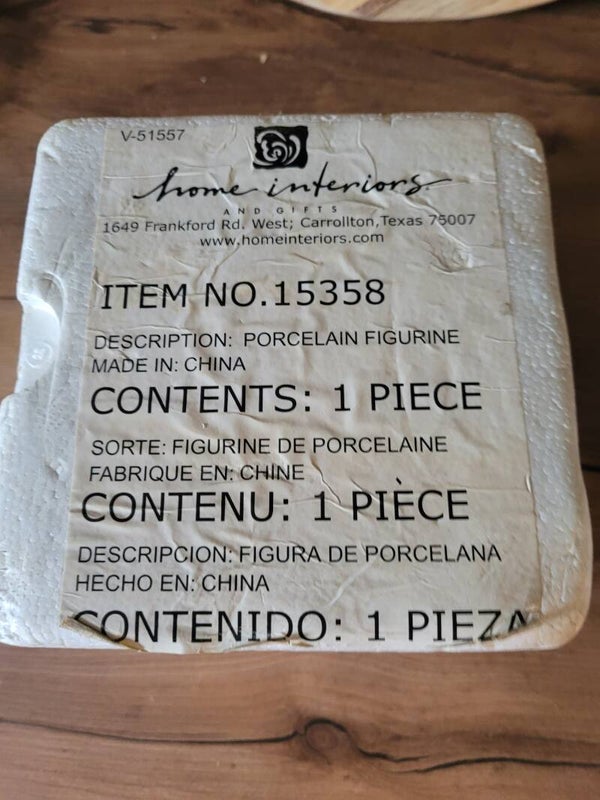 V-51557
home interiors
AND GIFTS
1649 Frankford Rd. West; Carrollton,Texas 75007
www.homeinteriors.com
ITEM NO.15358
DESCRIPTION: PORCELAIN FIGURINE
MADE IN: CHINA
CONTENTS: 1 PIECE
SORTE: FIGURINE DE PORCELAINE
FABRIQUE EN: CHINE
CONTENU: 1 PIÈCE
DESCRIPCION: FIGURA DE PORCELANA
HECHO EN: CHINA
CONTENIDO: 1 PIEZA